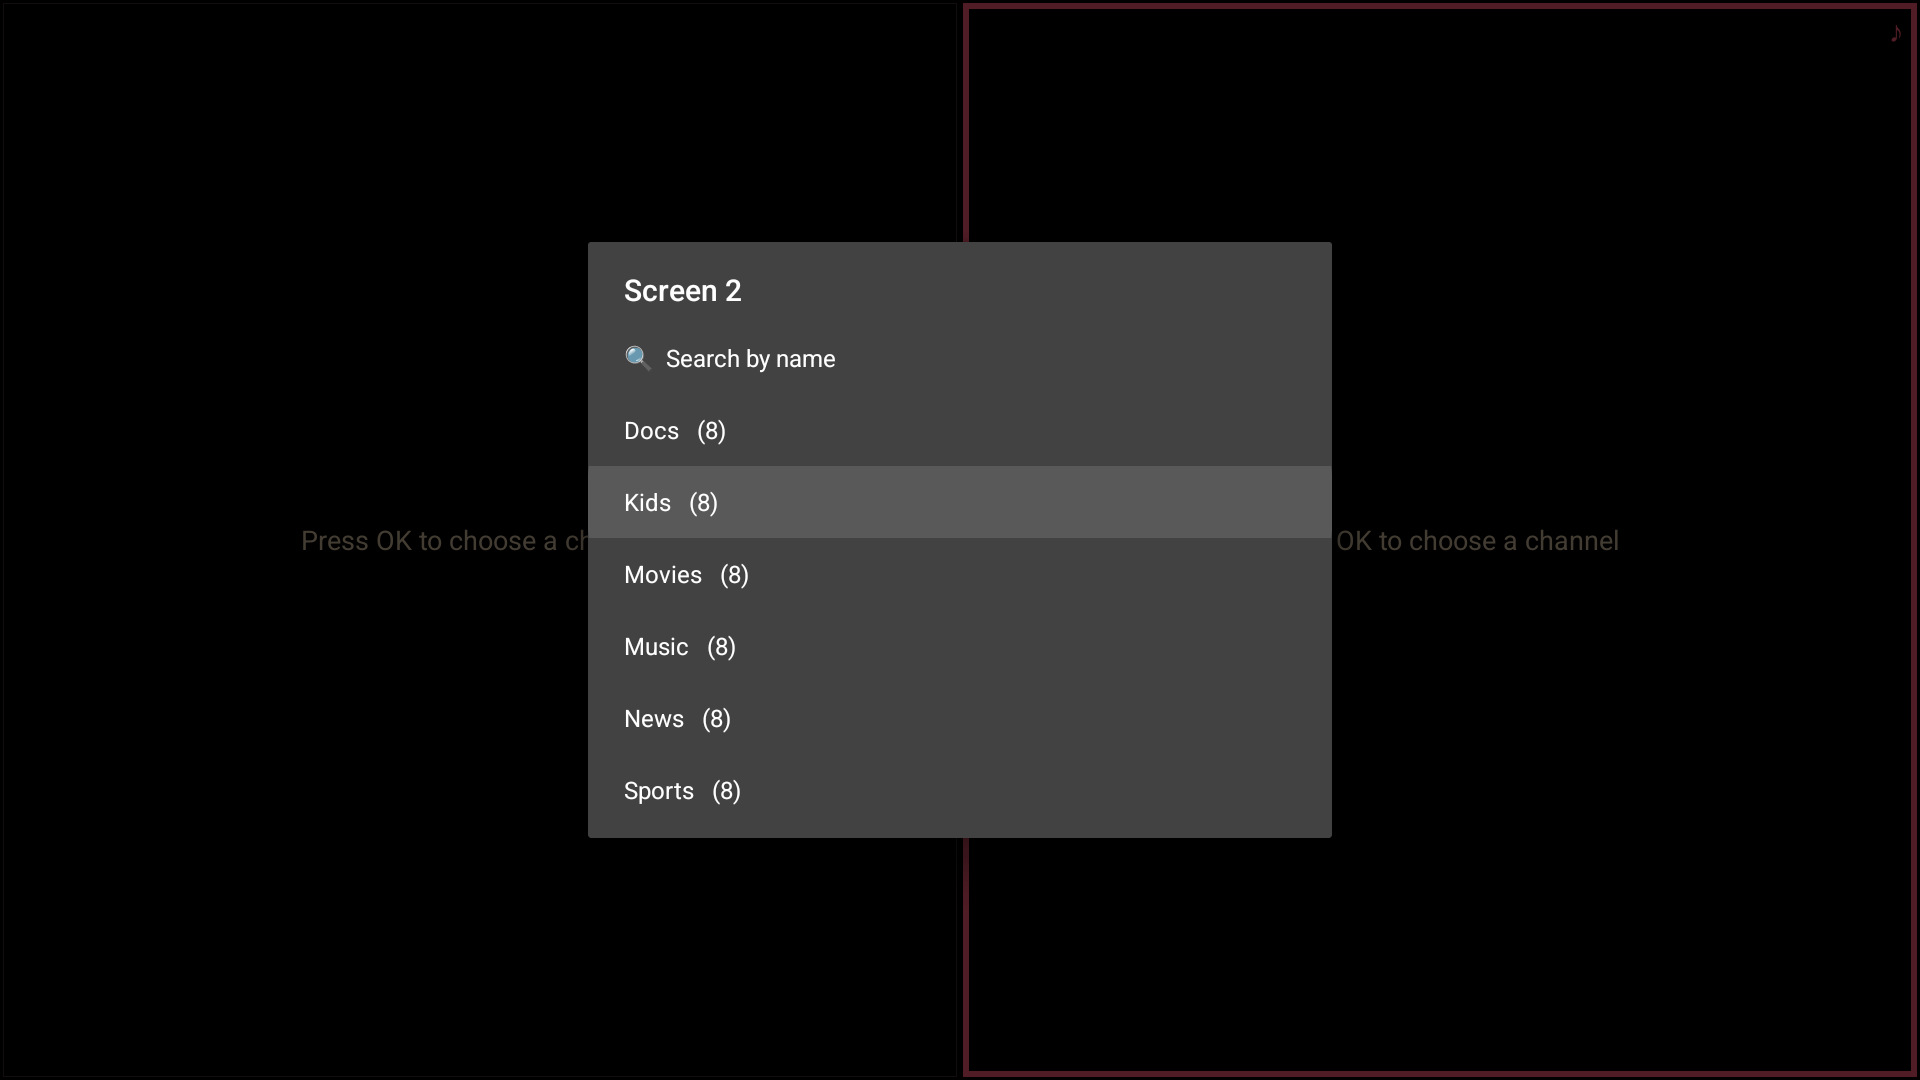 ♪
Screen 2
🔍 Search by name
Docs (8)
Kids (8)
Press OK to choose a ch
OK to choose a channel
Movies (8)
Music (8)
News (8)
Sports (8)